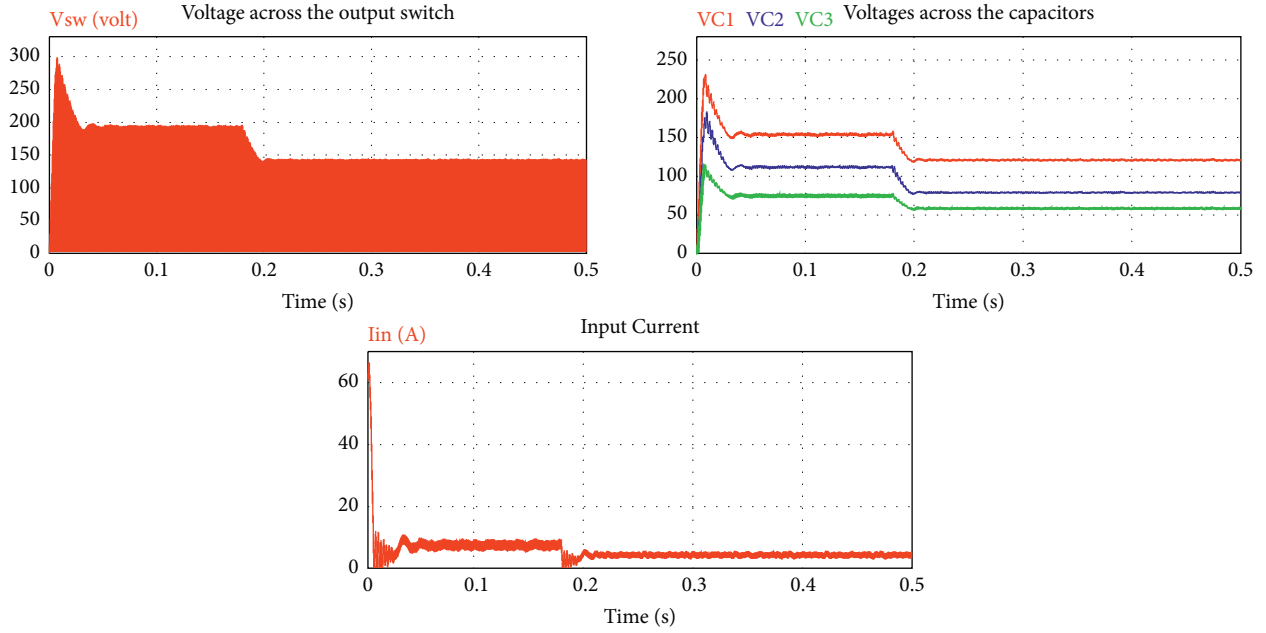 Voltage across the output switch
Vsw (volt)
300
250
200
150
100
50
0
0 0.1 0.2 0.3 0.4 0.5
Time (s)
VC1 VC2 VC3 Voltages across the capacitors
250
200
150
100
50
0
0 0.1 0.2 0.3 0.4 0.5
Time (s)
Input Current
Iin (A)
60
40
20
0
0 0.1 0.2 0.3 0.4 0.5
Time (s)